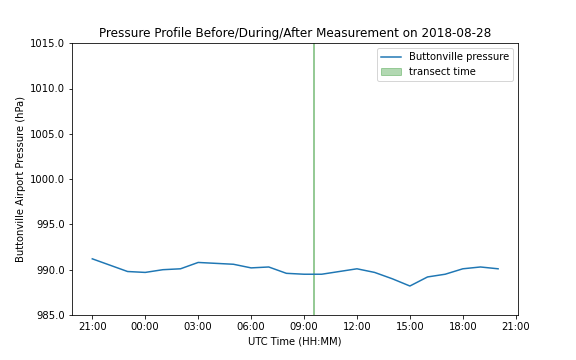 Pressure Profile Before/During/After Measurement on 2018-08-28
Buttonville pressure
transect time
Buttonville Airport Pressure (hPa)
1015.0
1010.0
1005.0
1000.0
995.0
990.0
985.0
21:00 00:00 03:00 06:00 09:00 12:00 15:00 18:00 21:00
UTC Time (HH:MM)